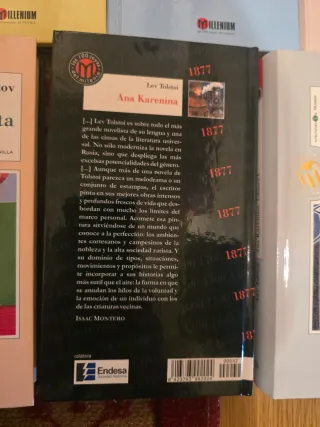 MILLENIUM
MILLENIUM
Lev Tolstoi
Ana Karenina
1877
[...] Lev Tolstoi es sobre todo el más
grande novelista de su lengua y una
de las cimas de la literatura univer-
sal. No sólo moderniza la novela en
Rusia, sino que despliega las más
excelsas potencialidades del género.
[...] Aunque más de una novela de
Tolstoi parezca un melodrama o un
conjunto de estampas, el escritor
pinta en sus mejores obras intensos
y profundos frescos de vida que des-
bordan con mucho los límites del
marco personal. Acomete esa pin-
tura sirviéndose de un mundo que
conoce a la perfección: los ambien-
tes cortesanos y campesinos de la
nobleza y la alta sociedad zarista. Y
su dominio de tipos, situaciones,
movimientos y propósitos le permi-
te incorporar a sus historias algo
más sutil que el aire: la forma en que
se anudan los hilos de la voluntad y
la emoción de un individuo con los
de las criaturas vecinas.
Isaac Montero
1877
1877
1877
1877
1877
1877
Endesa
ov
ta